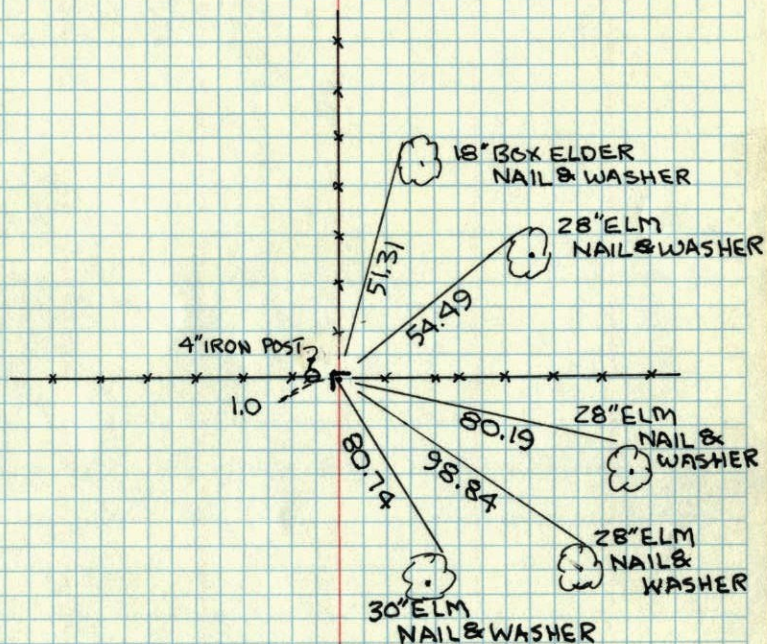 18" BOX ELDER
NAIL & WASHER
28" ELM
NAIL & WASHER
51.31
54.49
4" IRON POST
1.0
80.19
28" ELM
NAIL &
WASHER
80.74
98.84
28" ELM
NAIL &
WASHER
30" ELM
NAIL & WASHER